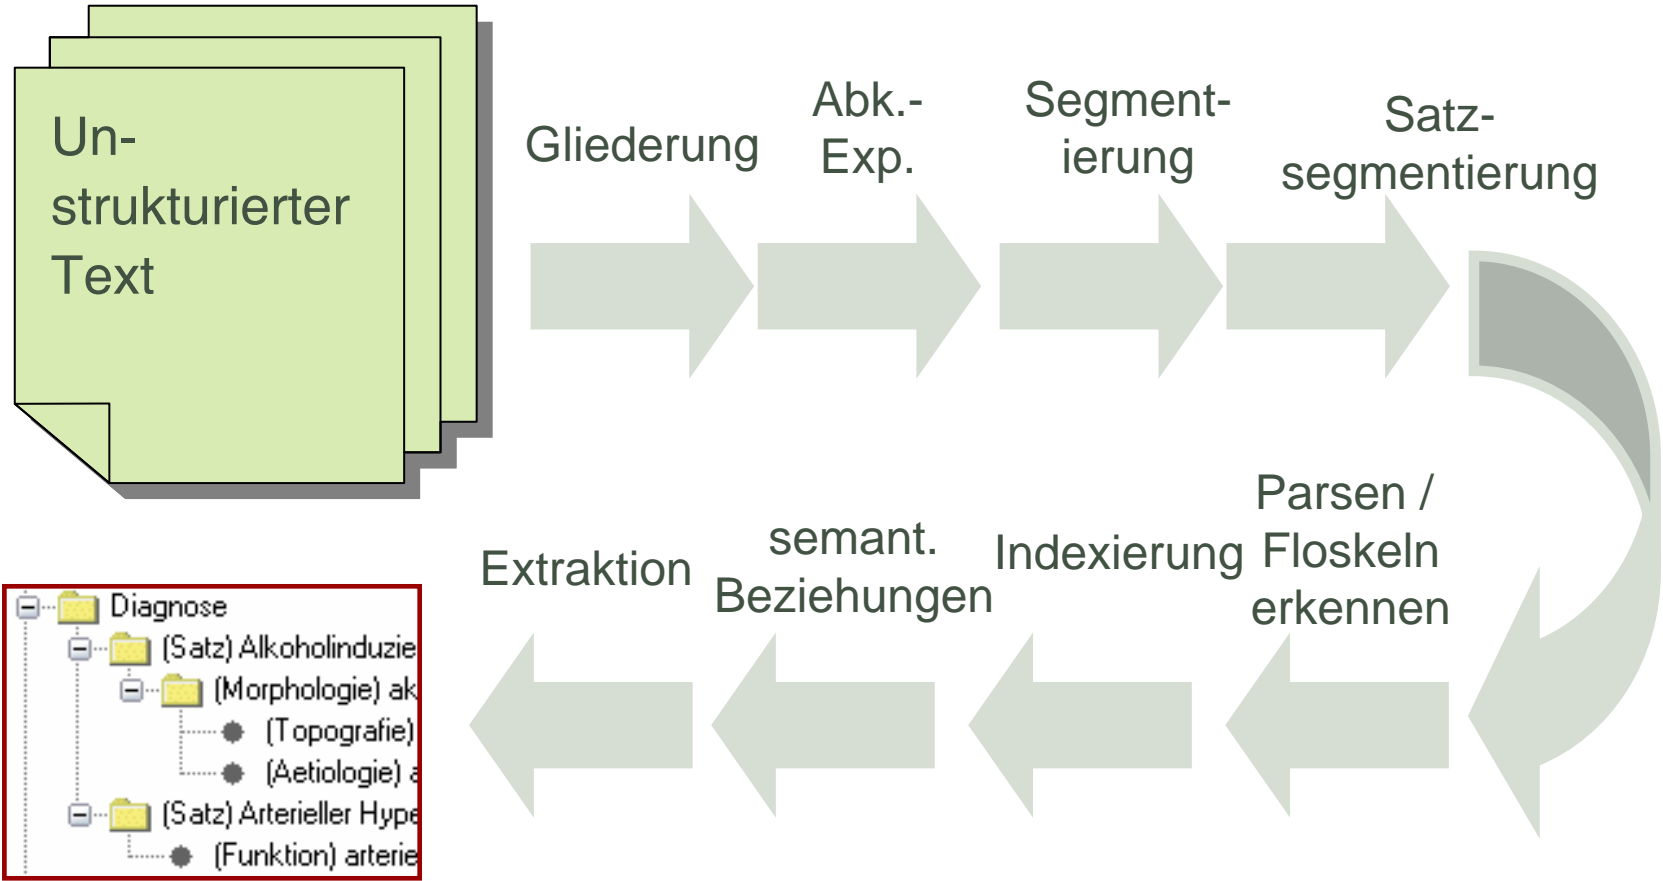 Un-
strukturierter
Text
Gliederung
Abk.-
Exp.
Segment-
ierung
Satz-
segmentierung
Parsen /
Floskeln
erkennen
Indexierung
semant.
Beziehungen
Extraktion
Diagnose
(Satz) Alkoholinduzie
(Morphologie) ak
(Topografie)
(Aetiologie) a
(Satz) Arterieller Hype
(Funktion) arterie